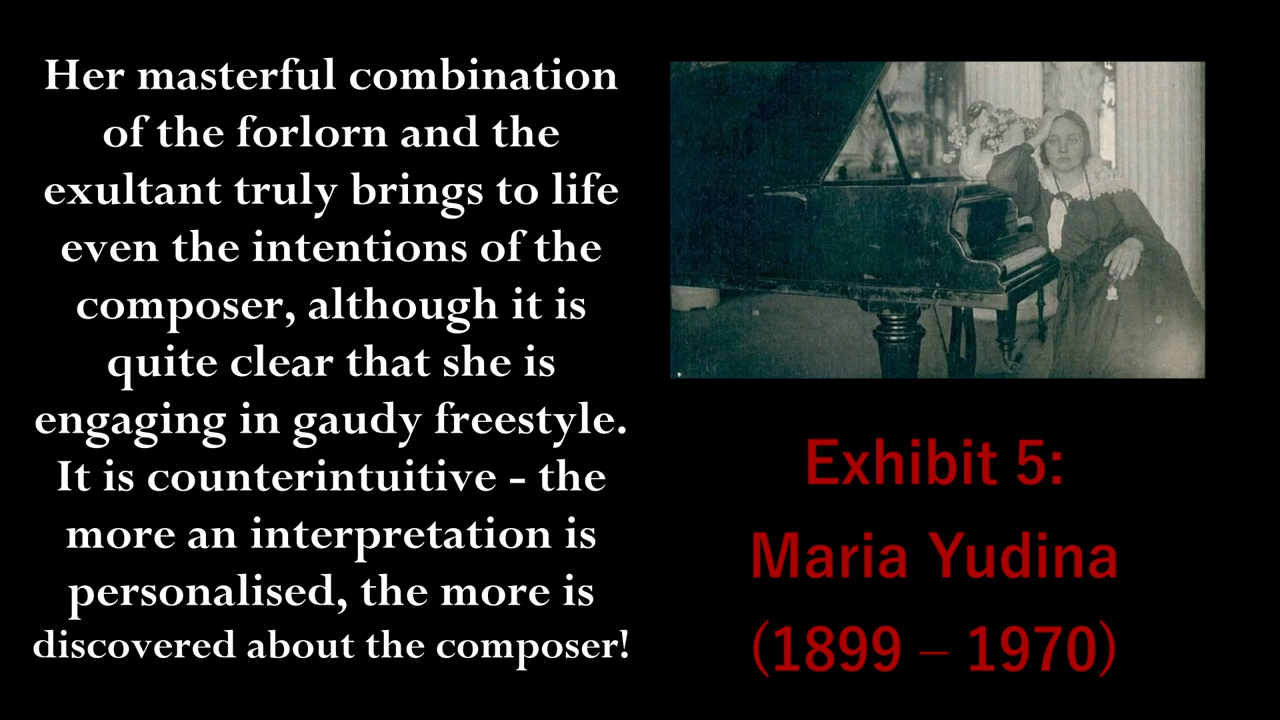 Her masterful combination
of the forlorn and the
exultant truly brings to life
even the intentions of the
composer, although it is
quite clear that she is
engaging in gaudy freestyle.
It is counterintuitive - the
more an interpretation is
personalised, the more is
discovered about the composer!
Exhibit 5:
Maria Yudina
(1899 – 1970)